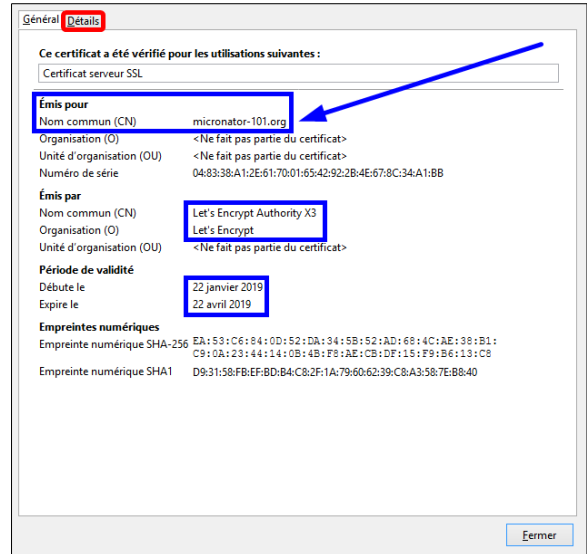 Général Détails
Ce certificat a été vérifié pour les utilisations suivantes :
Certificat serveur SSL
Émis pour
Nom commun (CN) micronator-101.org
Organisation (O) <Ne fait pas partie du certificat>
Unité d'organisation (OU) <Ne fait pas partie du certificat>
Numéro de série 04:83:38:A1:2E:61:70:01:65:42:92:2B:4E:67:8C:34:A1:BB
Émis par
Nom commun (CN) Let's Encrypt Authority X3
Organisation (O) Let's Encrypt
Unité d'organisation (OU) <Ne fait pas partie du certificat>
Période de validité
Débute le 22 janvier 2019
Expire le 22 avril 2019
Empreintes numériques
Empreinte numérique SHA-256 EA:53:C6:84:0D:52:DA:34:5B:52:AD:68:4C:AE:38:B1:
C9:0A:23:44:14:0B:4B:F8:AE:CB:DF:15:F9:B6:13:C8
Empreinte numérique SHA1 D9:31:58:FB:EF:BD:B4:C8:2F:1A:79:60:62:39:C8:A3:58:7E:B8:40
Fermer